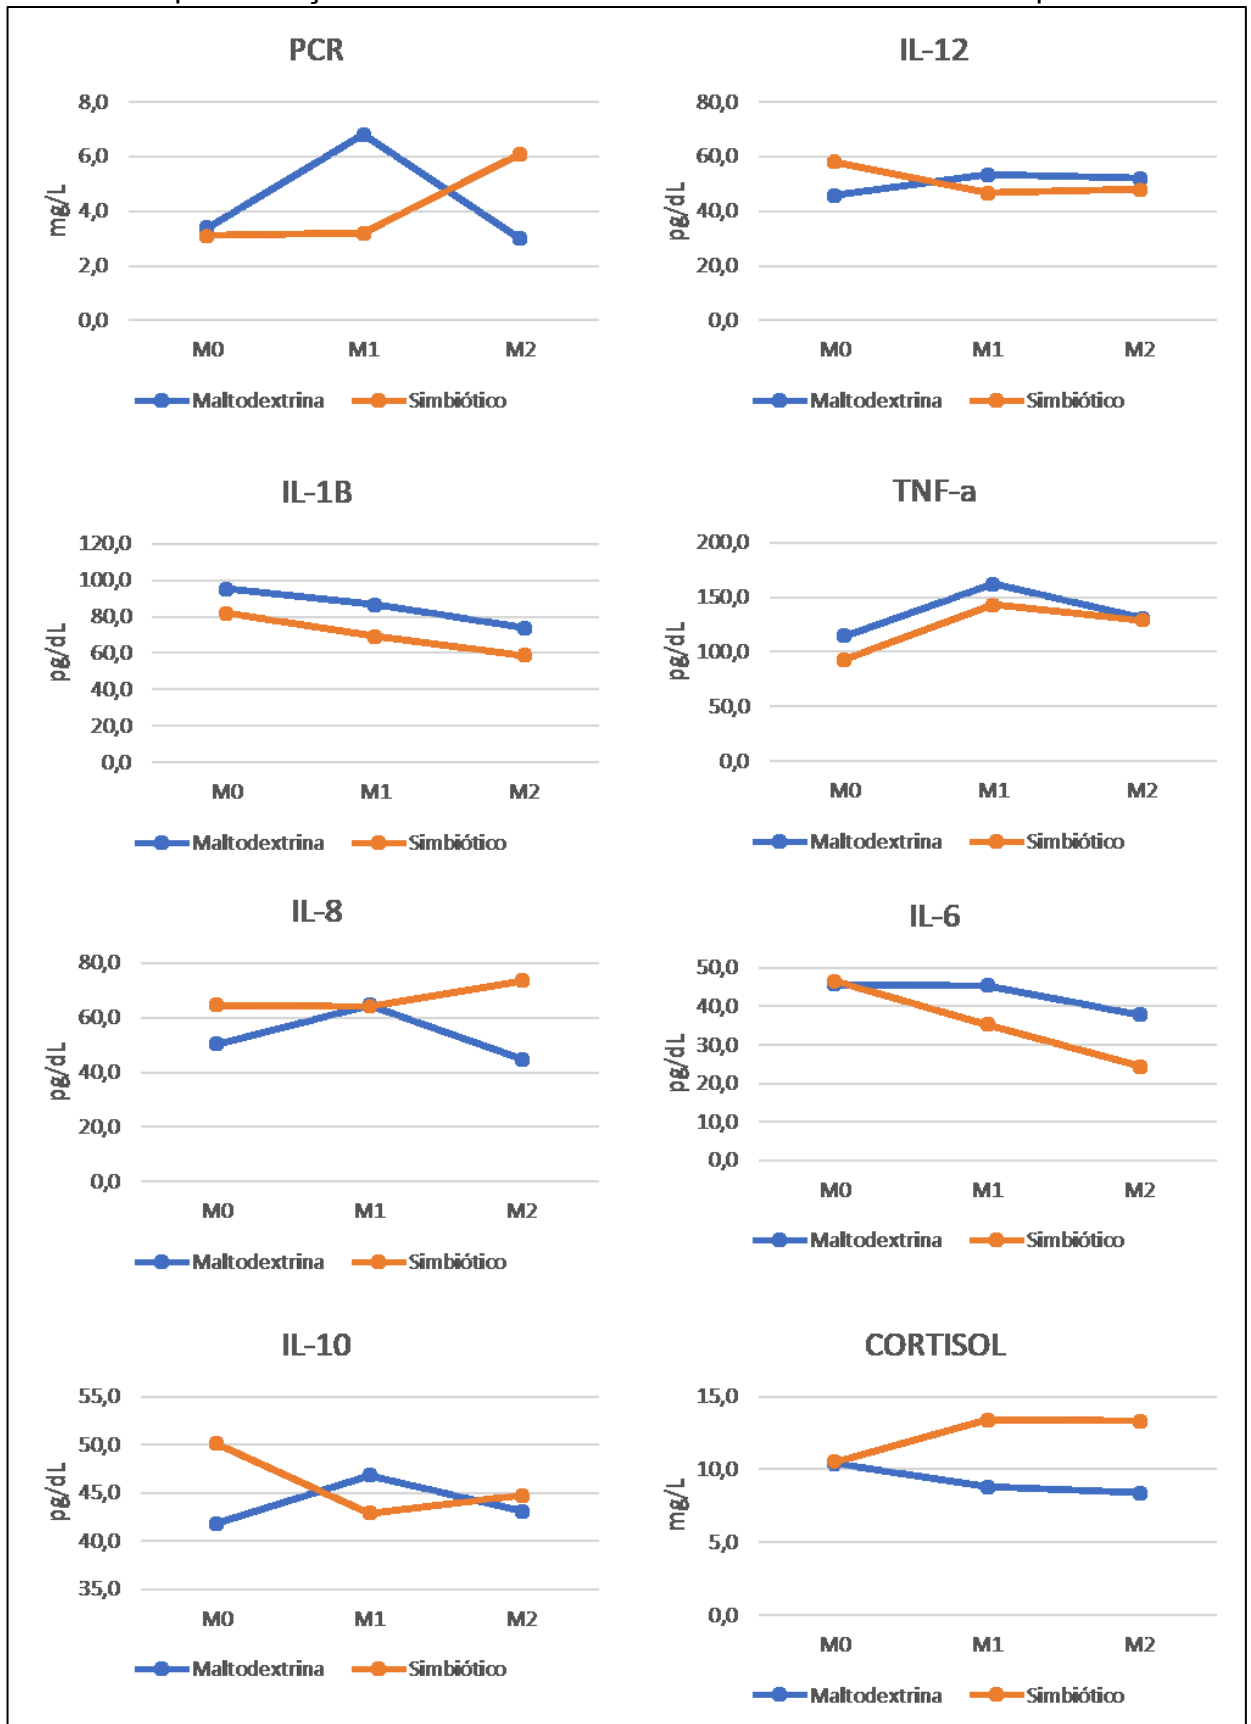 PCR
8,0
6,0
4,0
2,0
0,0
mg/L
M0 M1 M2
Maltodextrina Simbiótico
IL-12
80,0
60,0
40,0
20,0
0,0
pg/dL
M0 M1 M2
Maltodextrina Simbiótico
IL-1B
120,0
100,0
80,0
60,0
40,0
20,0
0,0
pg/dL
M0 M1 M2
Maltodextrina Simbiótico
TNF-a
200,0
150,0
100,0
50,0
0,0
pg/dL
M0 M1 M2
Maltodextrina Simbiótico
IL-8
80,0
60,0
40,0
20,0
0,0
pg/dL
M0 M1 M2
Maltodextrina Simbiótico
IL-6
50,0
40,0
30,0
20,0
10,0
0,0
pg/dL
M0 M1 M2
Maltodextrina Simbiótico
IL-10
55,0
50,0
45,0
40,0
35,0
pg/dL
M0 M1 M2
Maltodextrina Simbiótico
CORTISOL
15,0
10,0
5,0
0,0
mg/L
M0 M1 M2
Maltodextrina Simbiótico